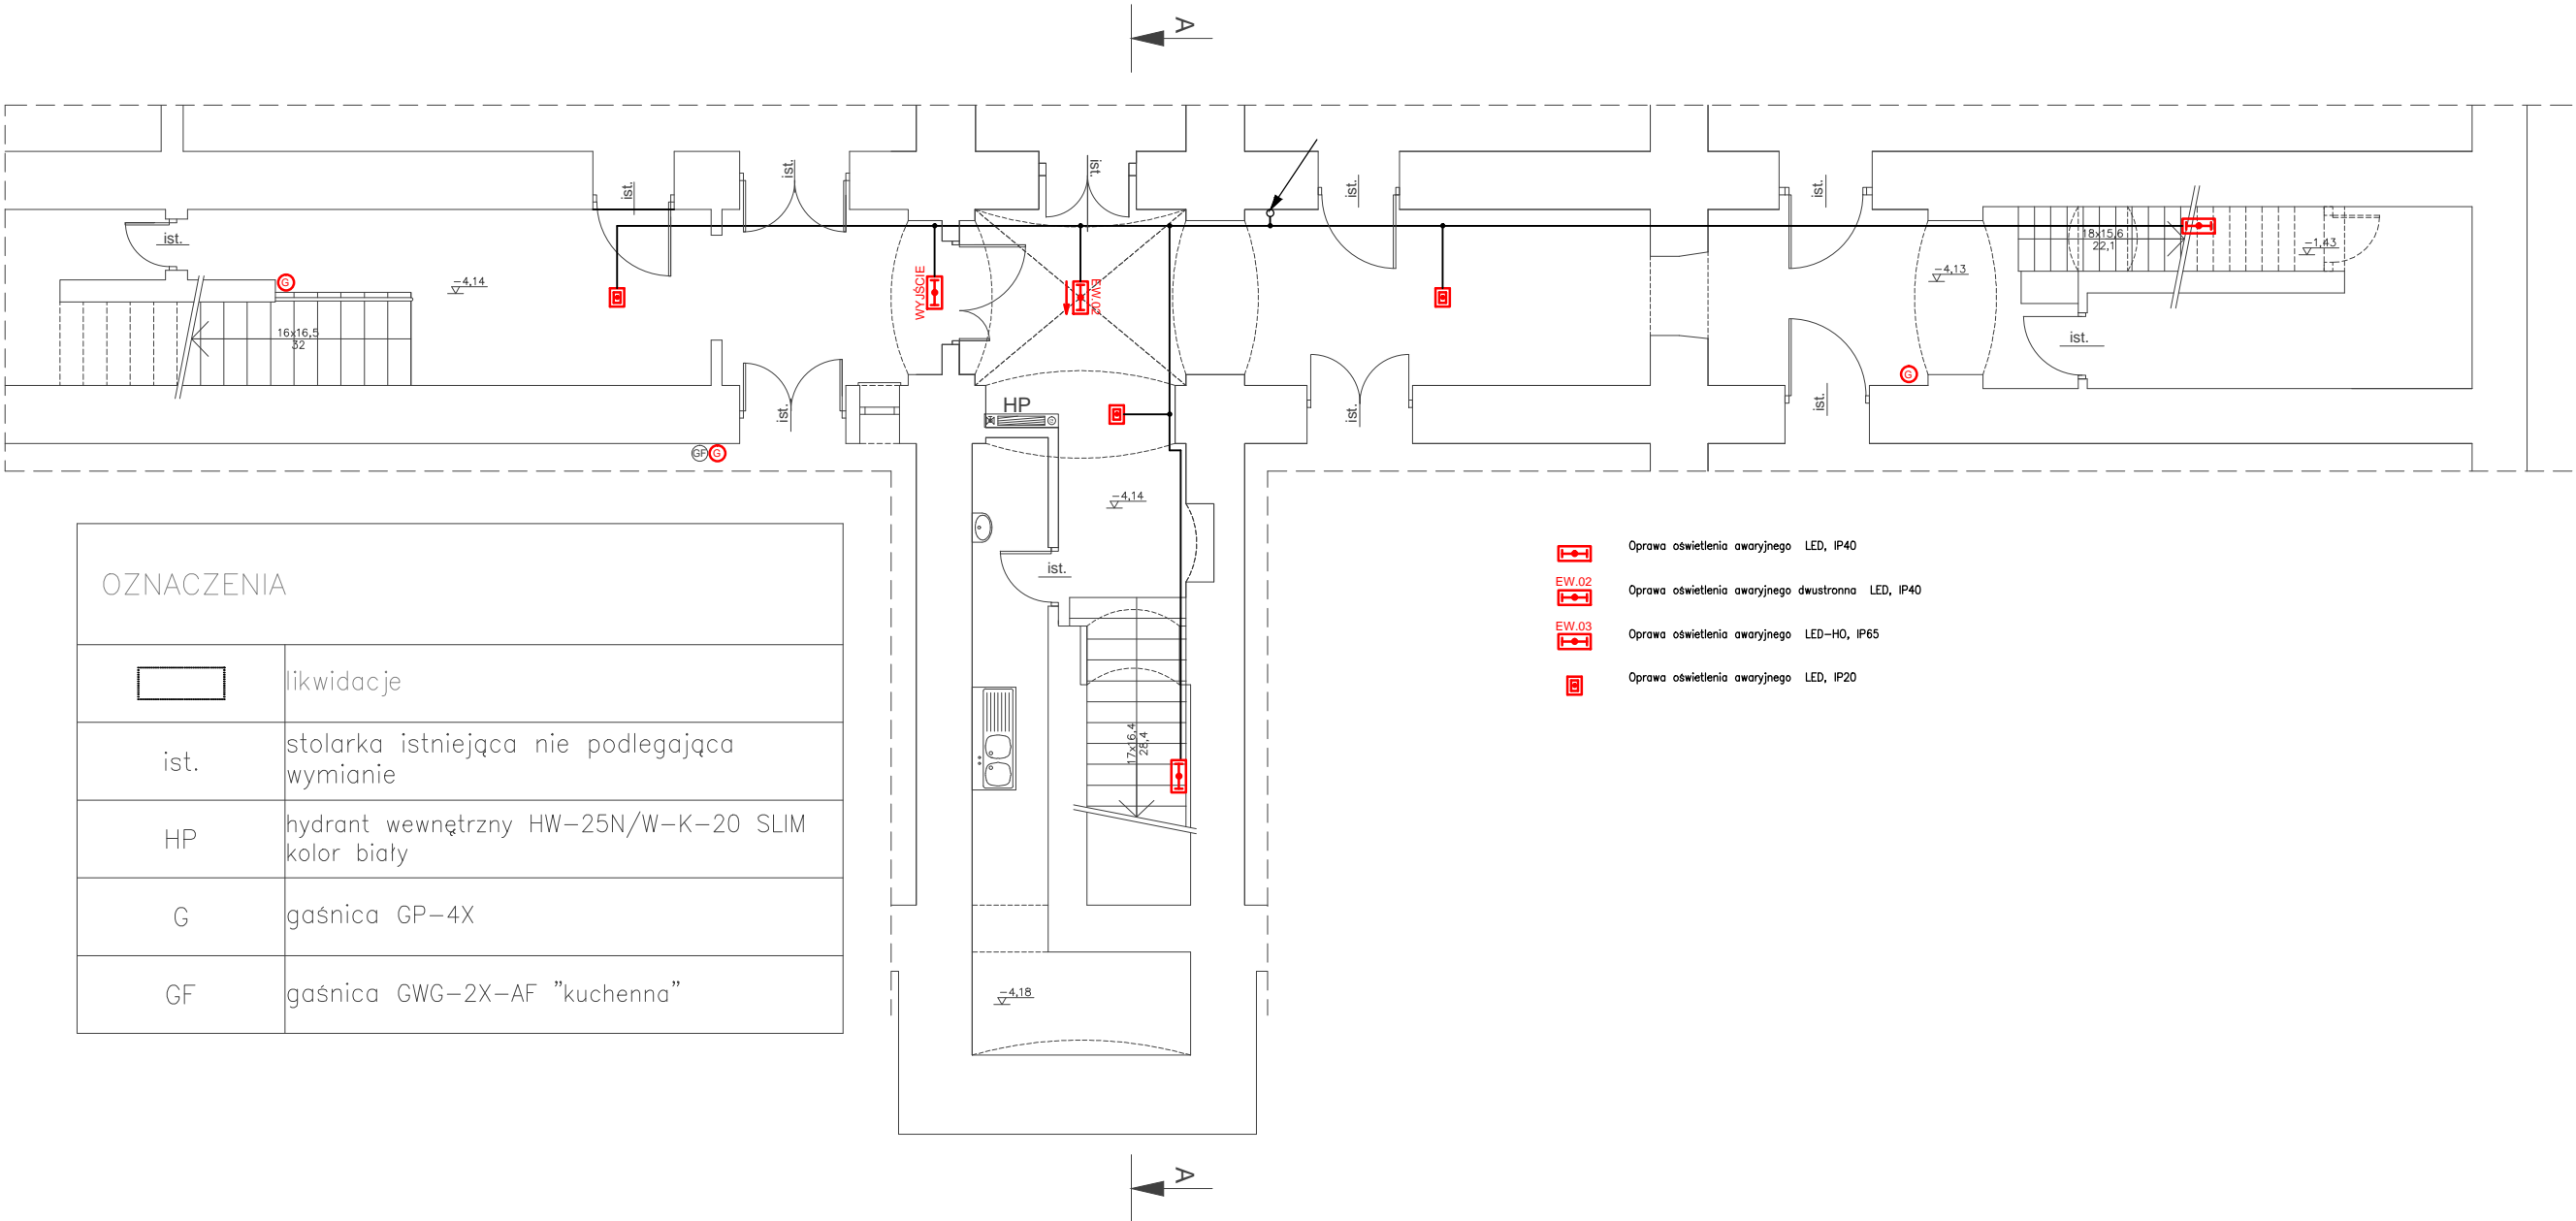 A
ist.
ist.
ist.
ist.
ist.
ist.
18x15,6
22,1
-1,43
-4,14
G
16x16,5
32
WYJŚCIE
EW.02
-4,13
ist.
G
ist.
HP
ist.
ist.
ist.
GF
G
-4,14
ist.
17x16,4
28,4
-4,18
OZNACZENIA
likwidacje
ist.
stolarka istniejąca nie podlegająca
wymianie
HP
hydrant wewnętrzny HW-25N/W-K-20 SLIM
kolor biały
G
gaśnica GP-4X
GF
gaśnica GWG-2X-AF "kuchenna"
Oprawa oświetlenia awaryjnego LED, IP40
EW.02
Oprawa oświetlenia awaryjnego dwustronna LED, IP40
EW.03
Oprawa oświetlenia awaryjnego LED-HO, IP65
Oprawa oświetlenia awaryjnego LED, IP20
A